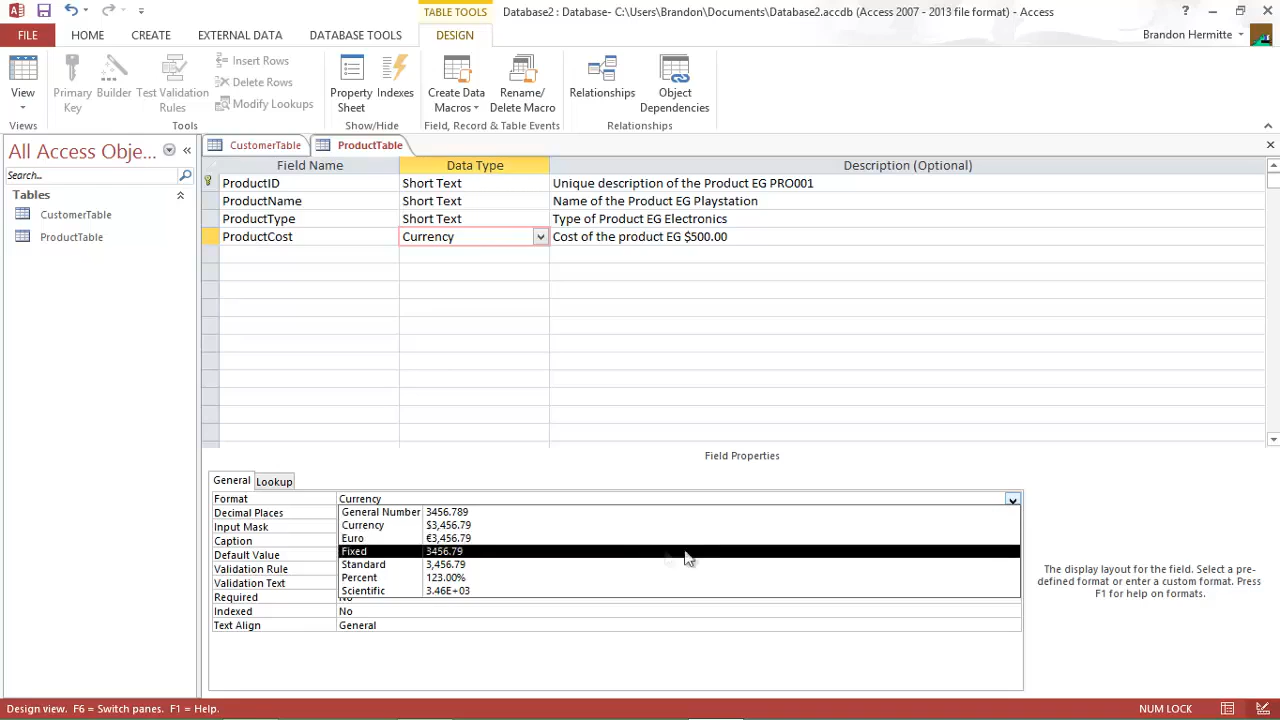 TABLE TOOLS
Database2 : Database- C:\Users\Brandon\Documents\Database2.accdb (Access 2007 - 2013 file format) - Access
FILE HOME CREATE EXTERNAL DATA DATABASE TOOLS DESIGN Brandon Hermitte
View
Primary Key
Builder
Test Validation Rules
Insert Rows
Delete Rows
Modify Lookups
Property Sheet
Indexes
Create Data Macros
Rename/ Delete Macro
Relationships
Object Dependencies
Views Tools Show/Hide Field, Record & Table Events Relationships
All Access Obje...
Search...
Tables
CustomerTable
ProductTable
CustomerTable ProductTable
Field Name Data Type Description (Optional)
ProductID Short Text Unique description of the Product EG PRO001
ProductName Short Text Name of the Product EG Playstation
ProductType Short Text Type of Product EG Electronics
ProductCost Currency Cost of the product EG $500.00
Field Properties
General Lookup
Format Currency
Decimal Places
Input Mask
Caption
Default Value
Validation Rule
Validation Text
Required No
Indexed No
Text Align General
General Number 3456.789
Currency $3,456.79
Euro €3,456.79
Fixed 3456.79
Standard 3,456.79
Percent 123.00%
Scientific 3.46E+03
The display layout for the field. Select a pre-
defined format or enter a custom format. Press
F1 for help on formats.
Design view. F6 = Switch panes. F1 = Help. NUM LOCK